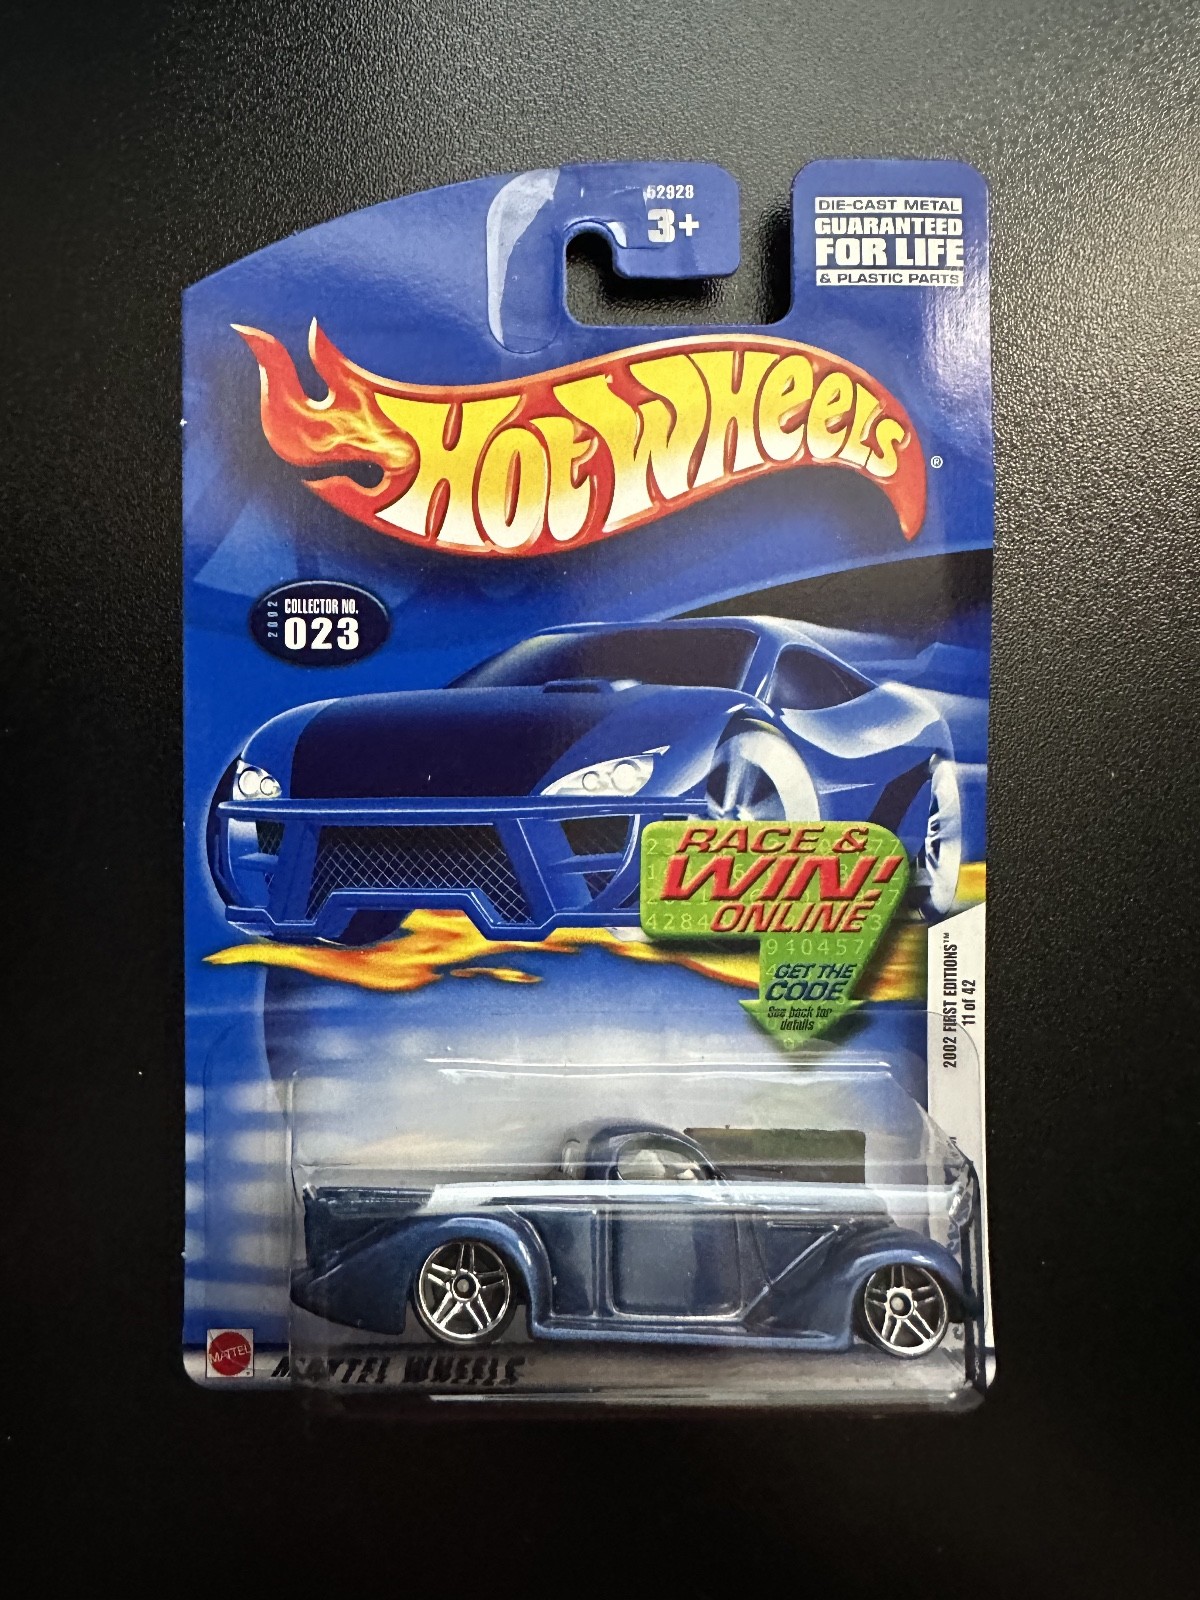 52928
3+
DIE-CAST METAL
GUARANTEED
FOR LIFE
& PLASTIC PARTS
HOT WHEELS
®
2002
COLLECTOR NO.
023
RACE &
WIN!
ONLINE
GET THE
CODE
See back for
details
2002 FIRST EDITIONS™
11 of 42
MATTEL
MATTEL WHEELS